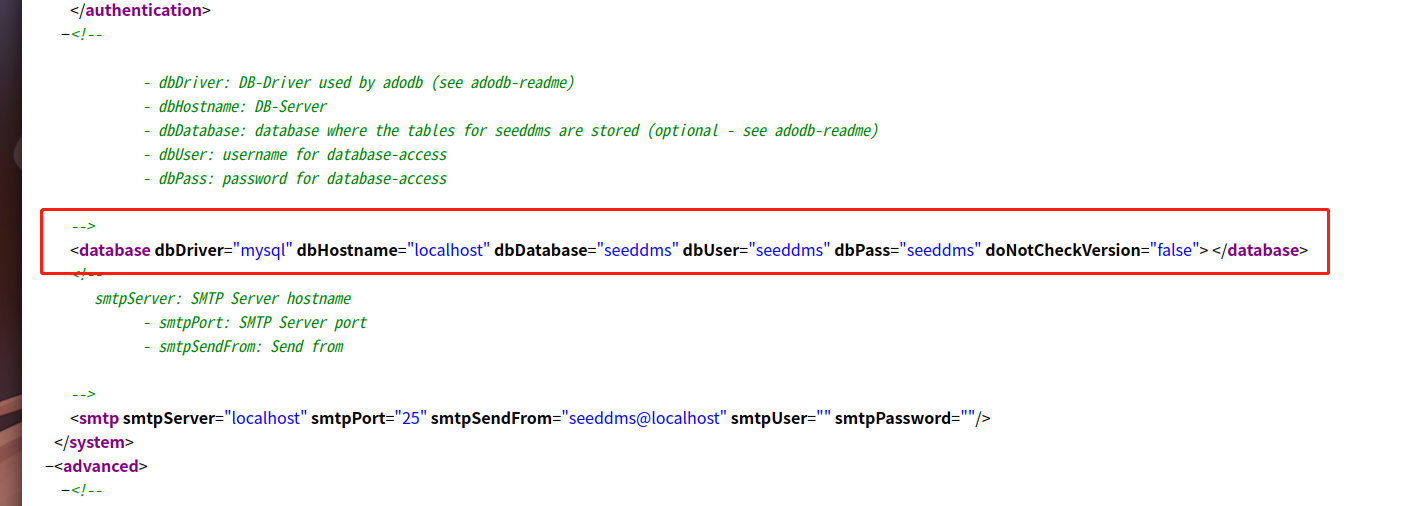 </authentication>
−<!--
- dbDriver: DB-Driver used by adodb (see adodb-readme)
- dbHostname: DB-Server
- dbDatabase: database where the tables for seeddms are stored (optional - see adodb-readme)
- dbUser: username for database-access
- dbPass: password for database-access
-->
<database dbDriver="mysql" dbHostname="localhost" dbDatabase="seeddms" dbUser="seeddms" dbPass="seeddms" doNotCheckVersion="false"> </database>
<!--
smtpServer: SMTP Server hostname
- smtpPort: SMTP Server port
- smtpSendFrom: Send from
-->
<smtp smtpServer="localhost" smtpPort="25" smtpSendFrom="seeddms@localhost" smtpUser="" smtpPassword=""/>
</system>
−<advanced>
−<!--